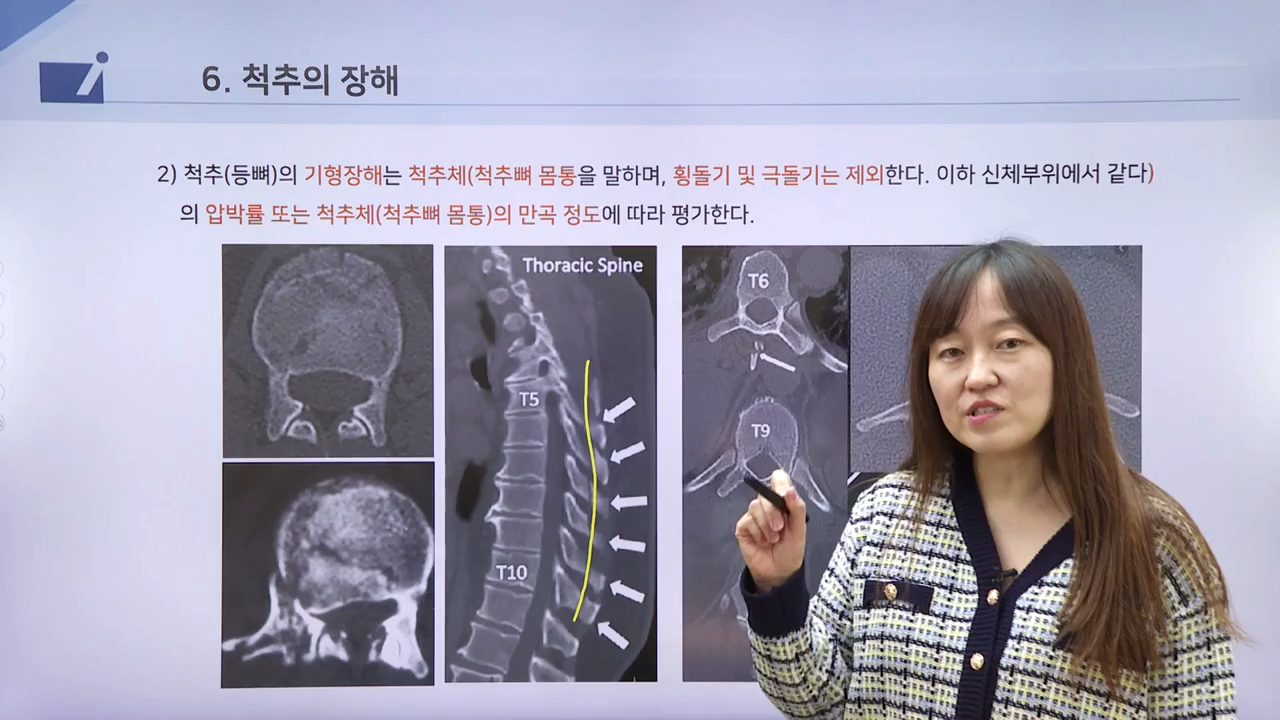 6. 척추의 장해
2) 척추(등뼈)의 기형장해는 척추체(척추뼈 몸통을 말하며, 횡돌기 및 극돌기는 제외한다. 이하 신체부위에서 같다)
의 압박률 또는 척추체(척추뼈 몸통)의 만곡 정도에 따라 평가한다.
Thoracic Spine
T5
T10
T6
T9